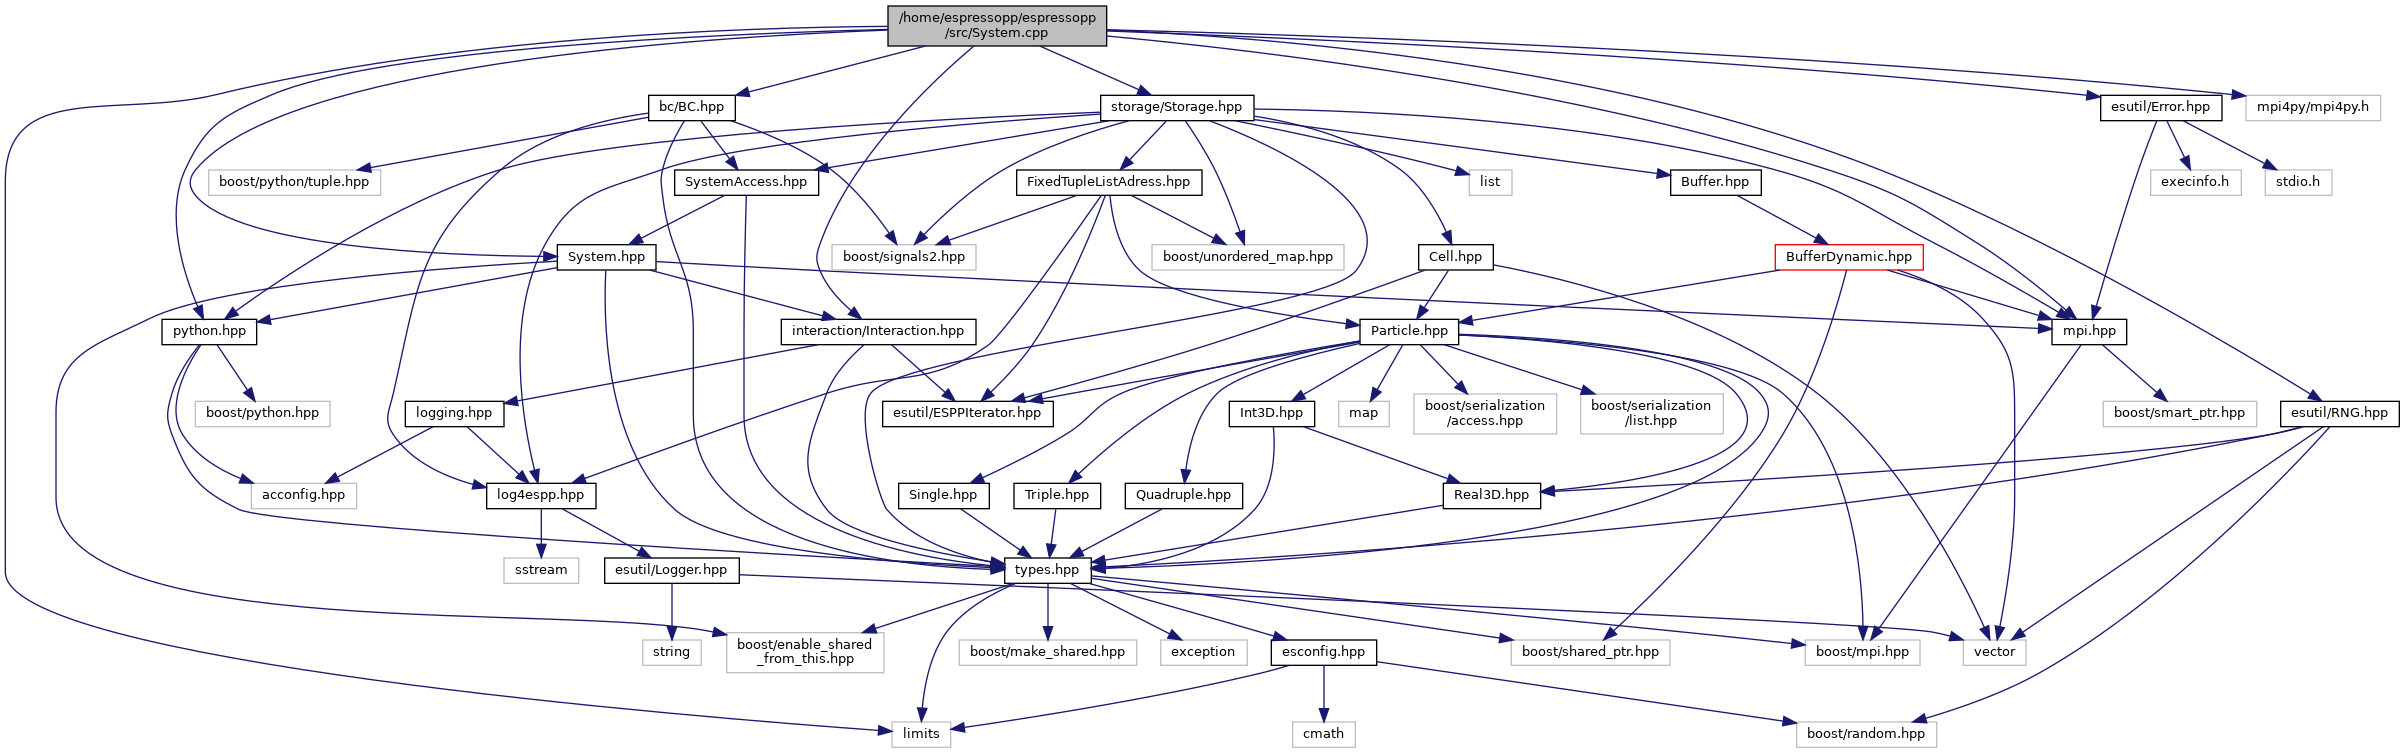 /home/espressopp/espressopp
/src/System.cpp
bc/BC.hpp
storage/Storage.hpp
esutil/Error.hpp
mpi4py/mpi4py.h
boost/python/tuple.hpp
SystemAccess.hpp
FixedTupleListAdress.hpp
list
Buffer.hpp
execinfo.h
stdio.h
System.hpp
boost/signals2.hpp
boost/unordered_map.hpp
Cell.hpp
BufferDynamic.hpp
python.hpp
interaction/Interaction.hpp
Particle.hpp
mpi.hpp
boost/python.hpp
logging.hpp
esutil/ESPPIterator.hpp
Int3D.hpp
map
boost/serialization
/access.hpp
boost/serialization
/list.hpp
boost/smart_ptr.hpp
esutil/RNG.hpp
acconfig.hpp
log4espp.hpp
Single.hpp
Triple.hpp
Quadruple.hpp
Real3D.hpp
sstream
esutil/Logger.hpp
types.hpp
string
boost/enable_shared
_from_this.hpp
boost/make_shared.hpp
exception
esconfig.hpp
boost/shared_ptr.hpp
boost/mpi.hpp
vector
limits
cmath
boost/random.hpp